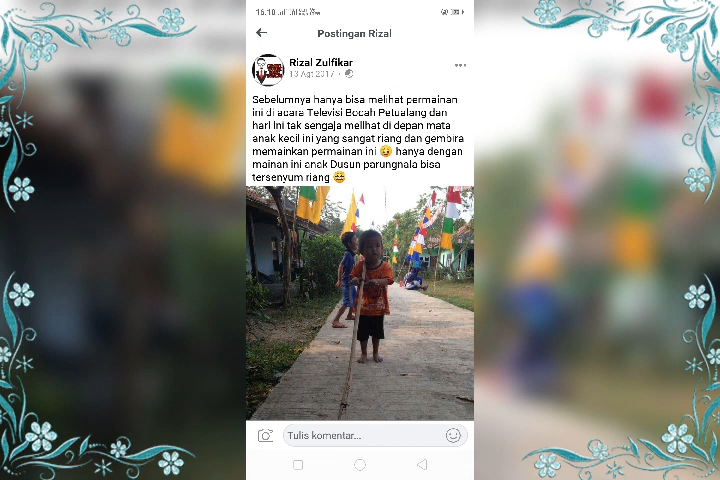 16.10
Postingan Rizal
Rizal Zulfikar
13 Agt 2017
Sebelumnya hanya bisa melihat permainan
ini di acara Televisi Bocah Petualang dan
hari ini tak sengaja melihat di depan mata
anak kecil ini yang sangat riang dan gembira
memainkan permainan ini 😉 hanya dengan
mainan ini anak Dusun parungnala bisa
tersenyum riang 😄
Tulis komentar...